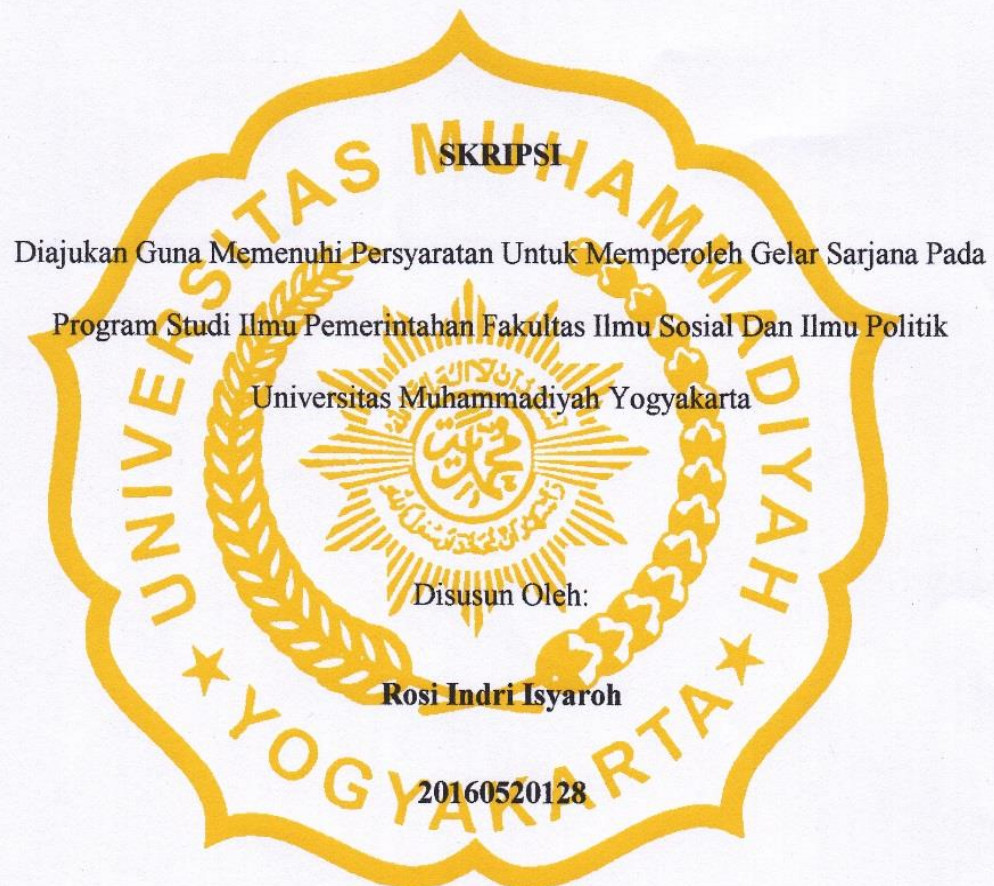 SKRIPSI
Diajukan Guna Memenuhi Persyaratan Untuk Memperoleh Gelar Sarjana Pada
Program Studi Ilmu Pemerintahan Fakultas Ilmu Sosial Dan Ilmu Politik
Universitas Muhammadiyah Yogyakarta
Disusun Oleh:
Rosi Indri Isyaroh
20160520128
UNIVERSITAS MUHAMMADIYAH
★ YOGYAKARTA ★
محمدية